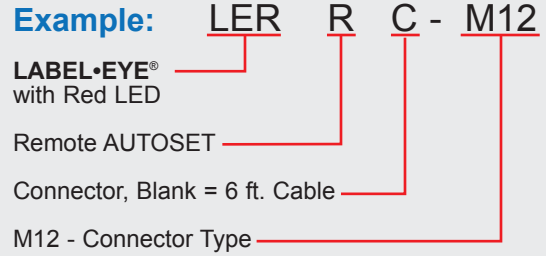 Example: LER R C - M12
LABEL•EYE®
with Red LED
Remote AUTOSET
Connector, Blank = 6 ft. Cable
M12 - Connector Type